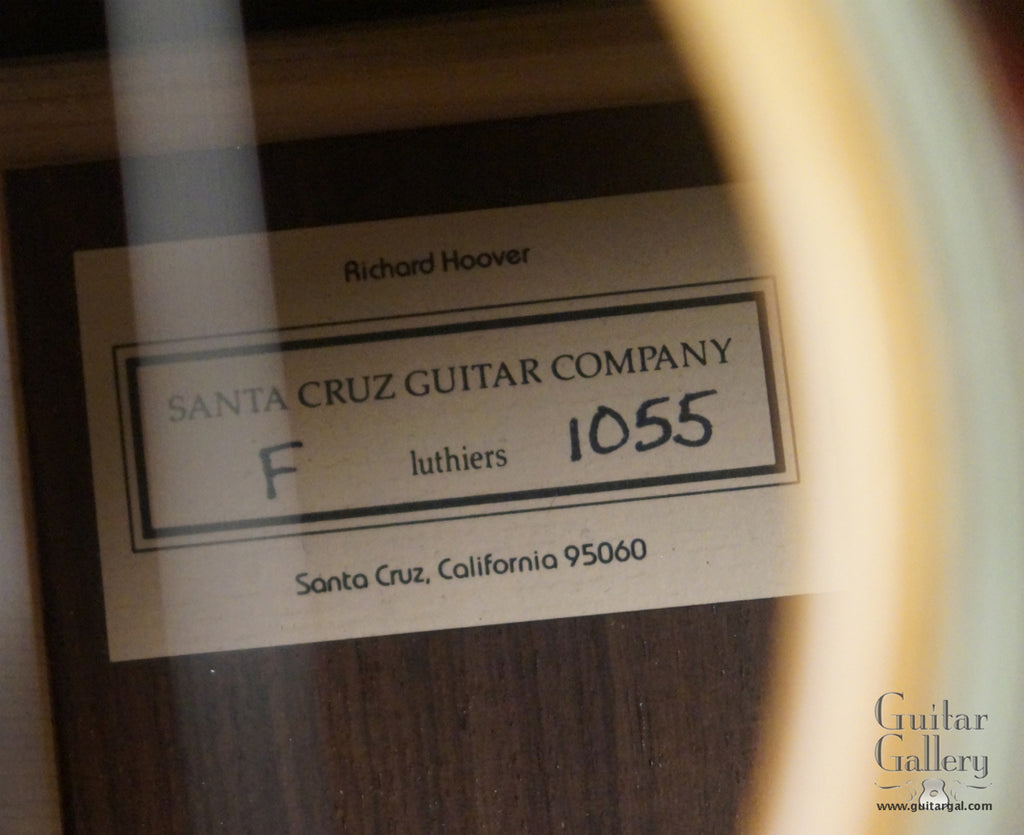 Richard Hoover
SANTA CRUZ GUITAR COMPANY
F luthiers 1055
Santa Cruz, California 95060
Guitar
Gallery
www.guitargal.com